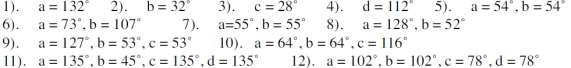 1). a = 132° 2). b = 32° 3). c = 28° 4). d = 112° 5). a = 54°, b = 54°
6). a = 73°, b = 107° 7). a=55°, b = 55° 8). a = 128°, b = 52°
9). a = 127°, b = 53°, c = 53° 10). a = 64°, b = 64°, c = 116°
11). a = 135°, b = 45°, c = 135°, d = 135° 12). a = 102°, b = 102°, c = 78°, d = 78°